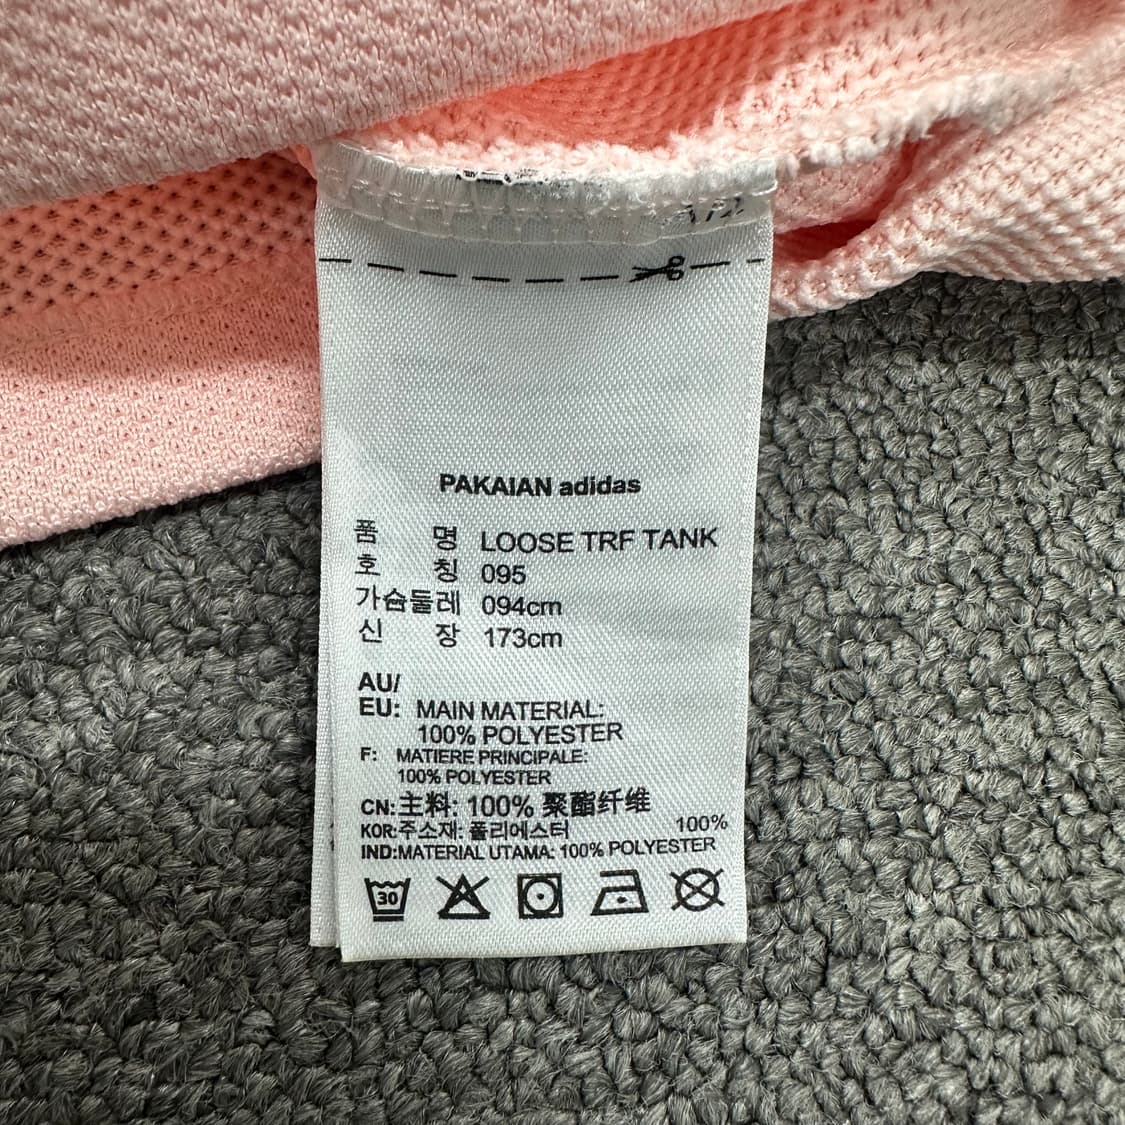 PAKAIAN adidas
품 명 LOOSE TRF TANK
호 칭 095
가슴둘레 094cm
신 장 173cm
AU/
EU: MAIN MATERIAL:
100% POLYESTER
F: MATIERE PRINCIPALE:
100% POLYESTER
CN:主料: 100% 聚酯纤维
KOR:주소재: 폴리에스터 100%
IND:MATERIAL UTAMA: 100% POLYESTER
30